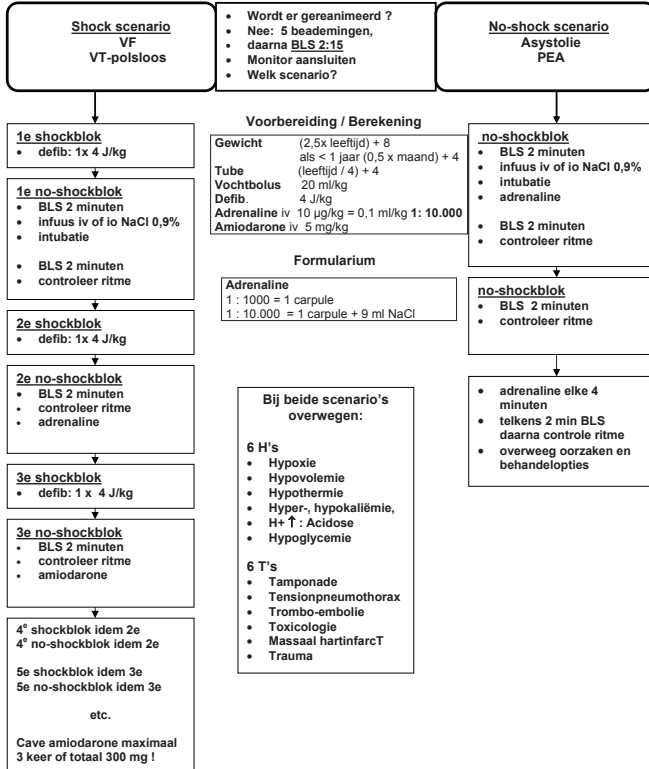 Shock scenario
VF
VT-polsloos
• Wordt er gereanimeerd ?
• Nee: 5 beademingen,
• daarna BLS 2:15
• Monitor aansluiten
• Welk scenario?
No-shock scenario
Asystolie
PEA
1e shockblok
• defib: 1x 4 J/kg
1e no-shockblok
• BLS 2 minuten
• infuus iv of io NaCl 0,9%
• intubatie
• BLS 2 minuten
• controleer ritme
2e shockblok
• defib: 1x 4 J/kg
2e no-shockblok
• BLS 2 minuten
• controleer ritme
• adrenaline
3e shockblok
• defib: 1 x 4 J/kg
3e no-shockblok
• BLS 2 minuten
• controleer ritme
• amiodarone
4e shockblok idem 2e
4e no-shockblok idem 2e
5e shockblok idem 3e
5e no-shockblok idem 3e
etc.
Cave amiodarone maximaal
3 keer of totaal 300 mg !
Voorbereiding / Berekening
Gewicht (2,5x leeftijd) + 8
als < 1 jaar (0,5 x maand) + 4
Tube (leeftijd / 4) + 4
Vochtbolus 20 ml/kg
Defib. 4 J/kg
Adrenaline iv 10 µg/kg = 0,1 ml/kg 1: 10.000
Amiodarone iv 5 mg/kg
Formularium
Adrenaline
1 : 1000 = 1 carpule
1 : 10.000 = 1 carpule + 9 ml NaCl
Bij beide scenario's
overwegen:
6 H's
• Hypoxie
• Hypovolemie
• Hypothermie
• Hyper-, hypokaliëmie,
• H+ ↑ : Acidose
• Hypoglycemie
6 T's
• Tamponade
• Tensionpneumothorax
• Trombo-embolie
• Toxicologie
• Massaal hartinfarcT
• Trauma
no-shockblok
• BLS 2 minuten
• infuus iv of io NaCl 0,9%
• intubatie
• adrenaline
• BLS 2 minuten
• controleer ritme
no-shockblok
• BLS 2 minuten
• controleer ritme
• adrenaline elke 4
minuten
• telkens 2 min BLS
daarna controle ritme
• overweeg oorzaken en
behandelopties